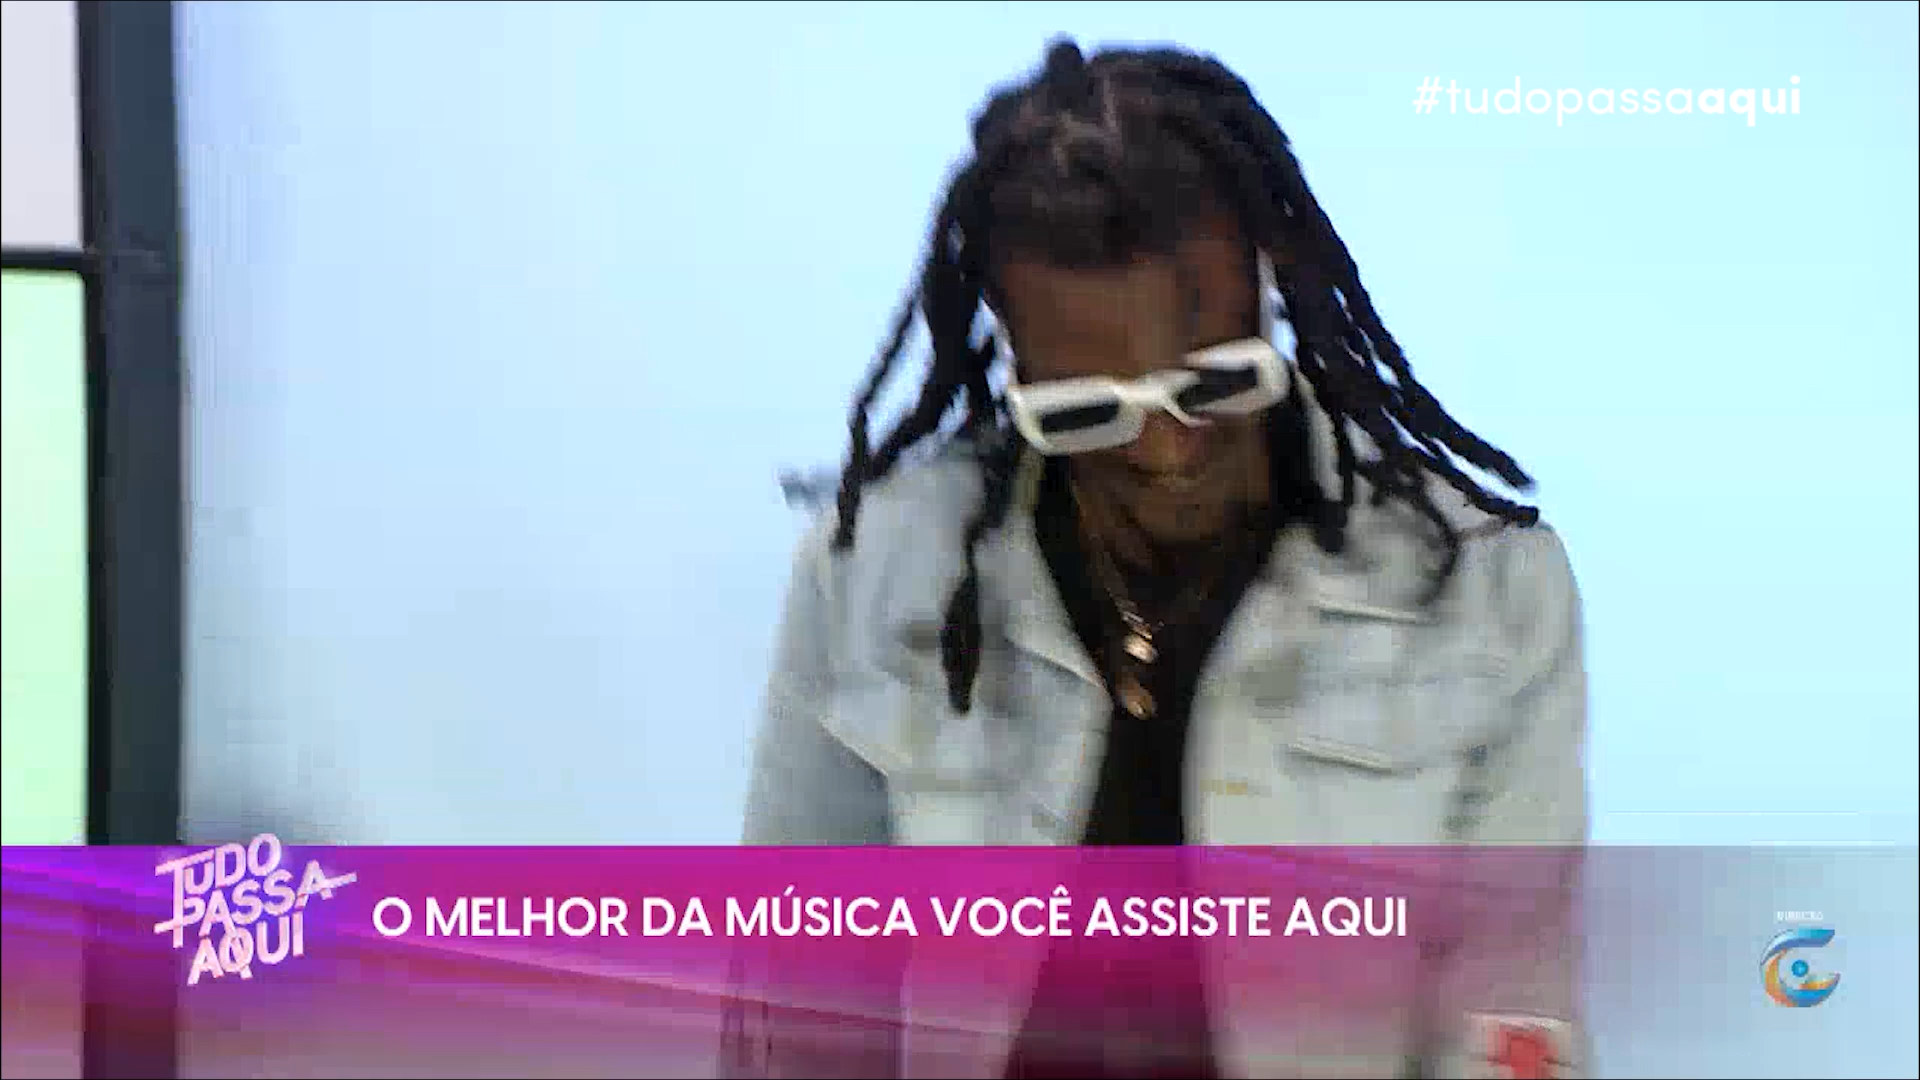 #tudopassaaqui
TUDO
PASSA
AQUI
O MELHOR DA MÚSICA VOCÊ ASSISTE AQUI